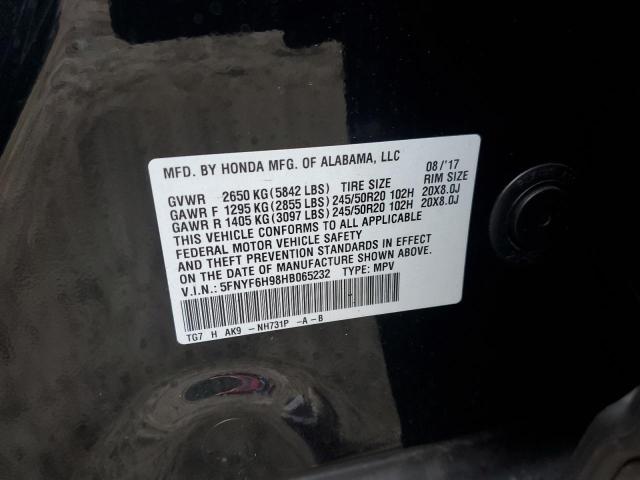 MFD. BY HONDA MFG. OF ALABAMA, LLC 08/'17
GVWR 2650 KG(5842 LBS) TIRE SIZE RIM SIZE
GAWR F 1295 KG(2855 LBS)245/50R20 102H 20X8.0J
GAWR R 1405 KG(3097 LBS)245/50R20 102H 20X8.0J
THIS VEHICLE CONFORMS TO ALL APPLICABLE
FEDERAL MOTOR VEHICLE SAFETY
AND THEFT PREVENTION STANDARDS IN EFFECT
ON THE DATE OF MANUFACTURE SHOWN ABOVE.
V.I.N.: 5FNYF6H98HB065232 TYPE: MPV
TG7 H AK9 - NH731P -A-B